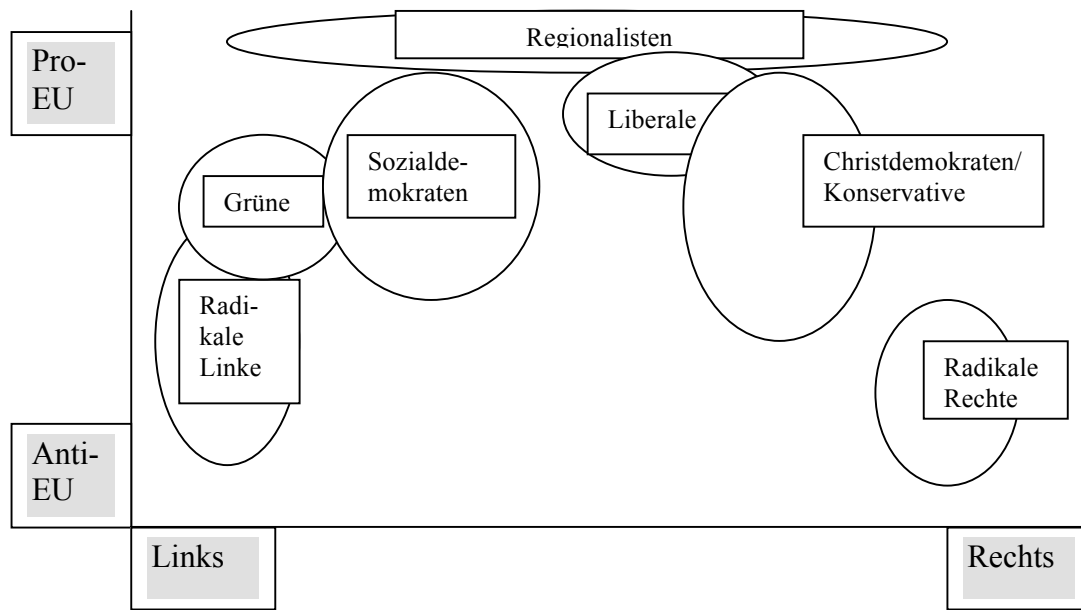 Regionalisten
Pro-
EU
Liberale
Sozialde-
mokraten
Christdemokraten/
Konservative
Grüne
Radi-
kale
Linke
Radikale
Rechte
Anti-
EU
Links
Rechts